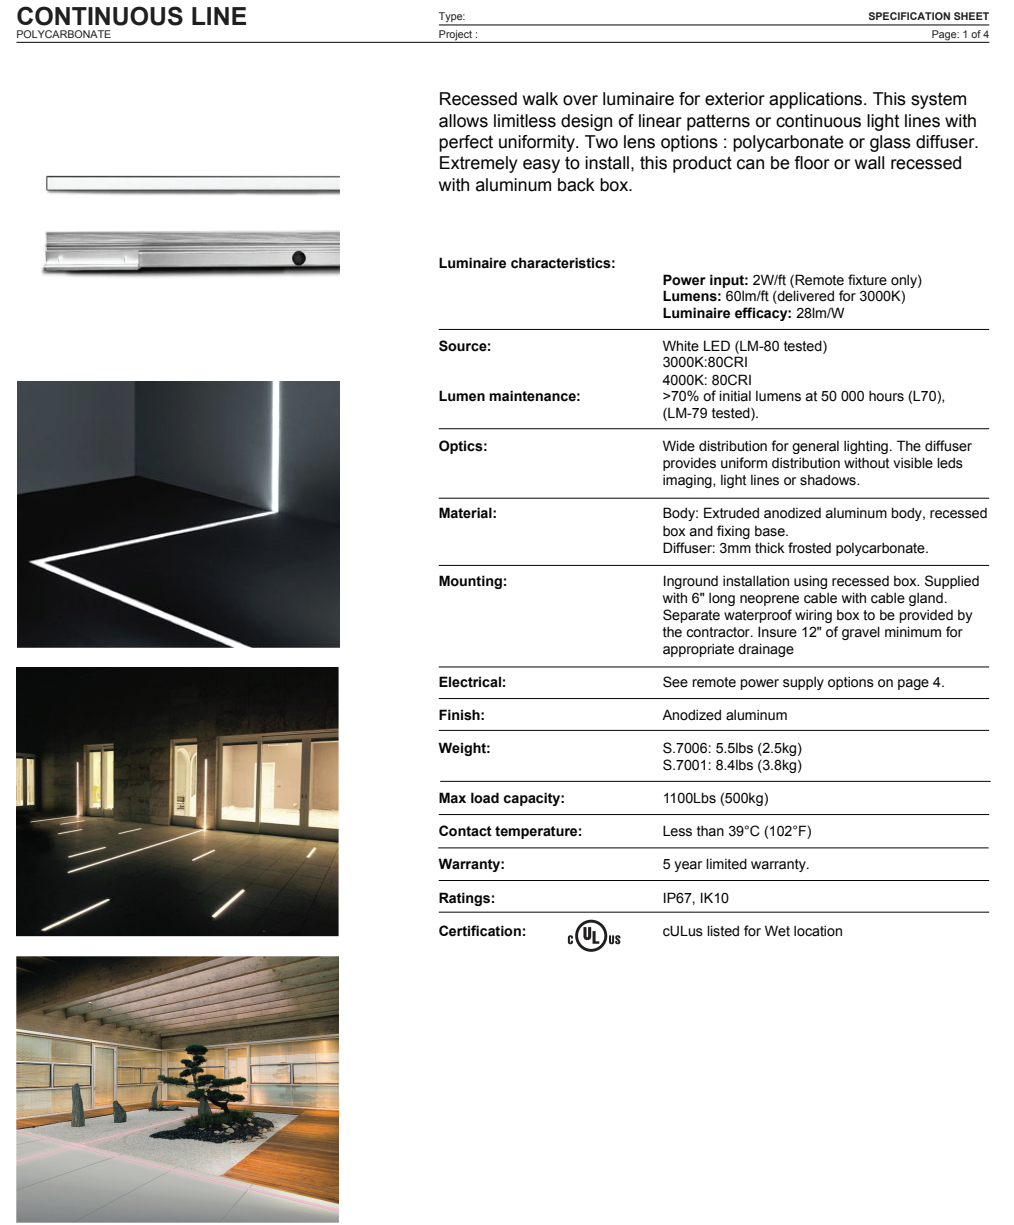 CONTINUOUS LINE
POLYCARBONATE
Type:
SPECIFICATION SHEET
Project :
Page: 1 of 4
Recessed walk over luminaire for exterior applications. This system
allows limitless design of linear patterns or continuous light lines with
perfect uniformity. Two lens options : polycarbonate or glass diffuser.
Extremely easy to install, this product can be floor or wall recessed
with aluminum back box.
Luminaire characteristics:
Power input: 2W/ft (Remote fixture only)
Lumens: 60lm/ft (delivered for 3000K)
Luminaire efficacy: 28lm/W
Source:
White LED (LM-80 tested)
3000K:80CRI
4000K: 80CRI
Lumen maintenance:
>70% of initial lumens at 50 000 hours (L70),
(LM-79 tested).
Optics:
Wide distribution for general lighting. The diffuser
provides uniform distribution without visible leds
imaging, light lines or shadows.
Material:
Body: Extruded anodized aluminum body, recessed
box and fixing base.
Diffuser: 3mm thick frosted polycarbonate.
Mounting:
Inground installation using recessed box. Supplied
with 6" long neoprene cable with cable gland.
Separate waterproof wiring box to be provided by
the contractor. Insure 12" of gravel minimum for
appropriate drainage
Electrical:
See remote power supply options on page 4.
Finish:
Anodized aluminum
Weight:
S.7006: 5.5lbs (2.5kg)
S.7001: 8.4lbs (3.8kg)
Max load capacity:
1100Lbs (500kg)
Contact temperature:
Less than 39°C (102°F)
Warranty:
5 year limited warranty.
Ratings:
IP67, IK10
Certification:
c UL us
cULus listed for Wet location